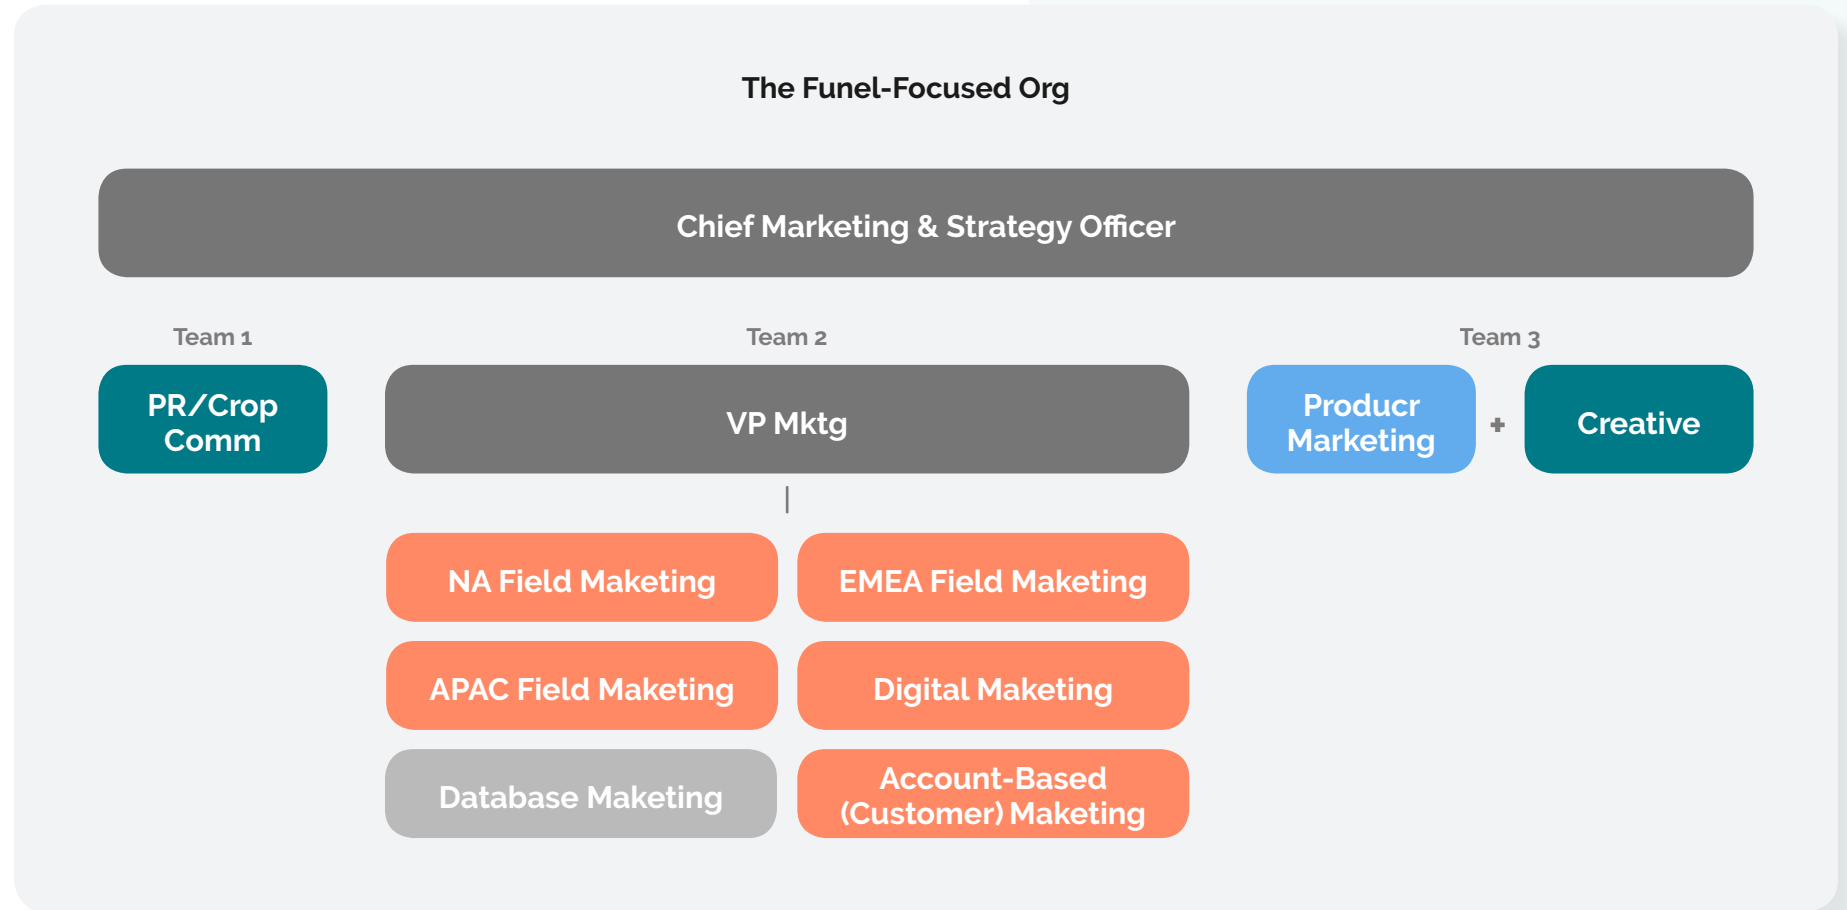 The Funel-Focused Org
Chief Marketing & Strategy Officer
Team 1
Team 2
Team 3
PR/Crop
Comm
VP Mktg
Producr
Marketing
+
Creative
NA Field Maketing
EMEA Field Maketing
APAC Field Maketing
Digital Maketing
Database Maketing
Account-Based
(Customer) Maketing